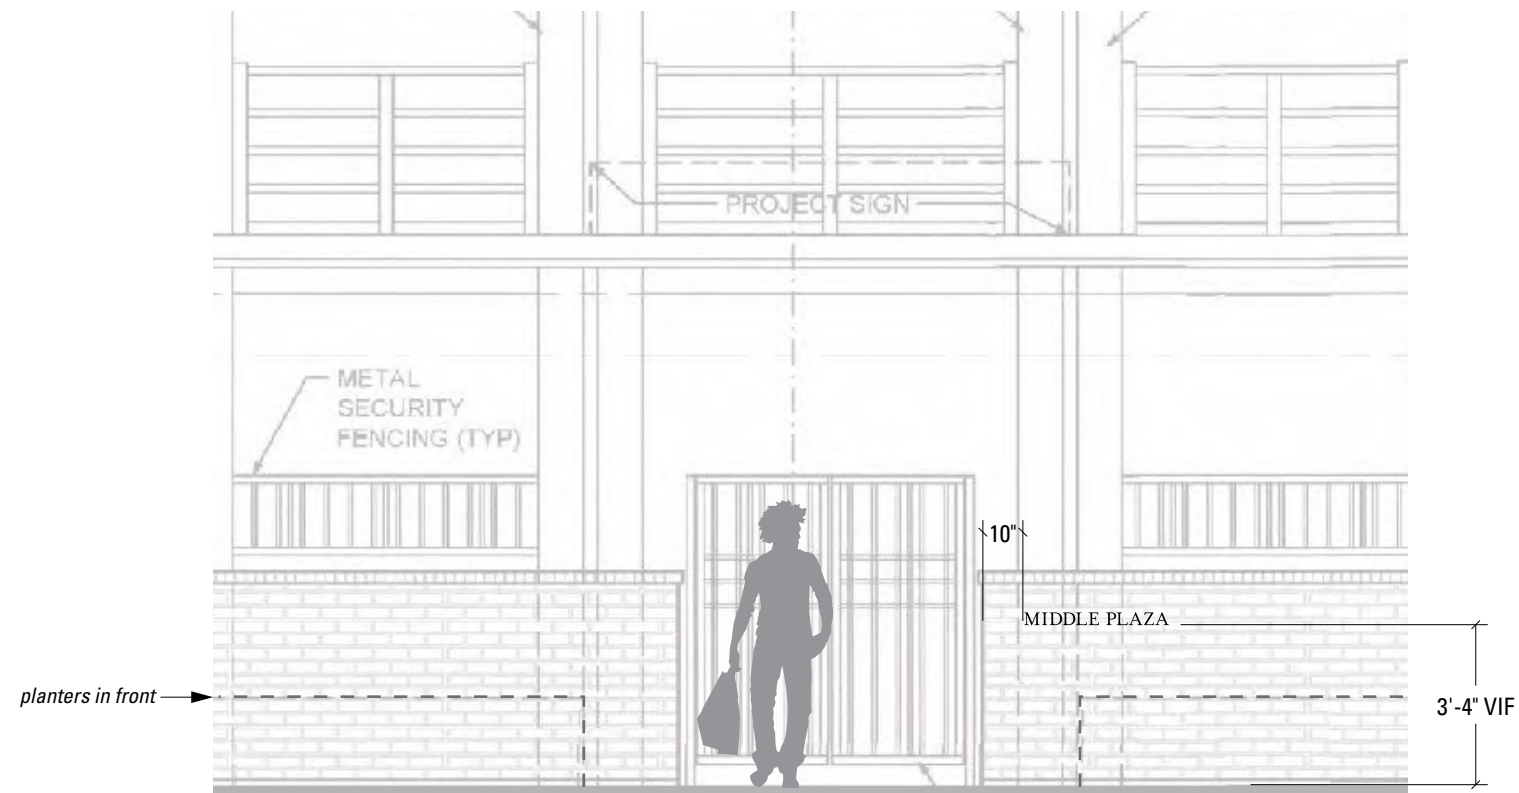 PROJECT SIGN
METAL
SECURITY
FENCING (TYP)
10"
MIDDLE PLAZA
planters in front
3'-4" VIF